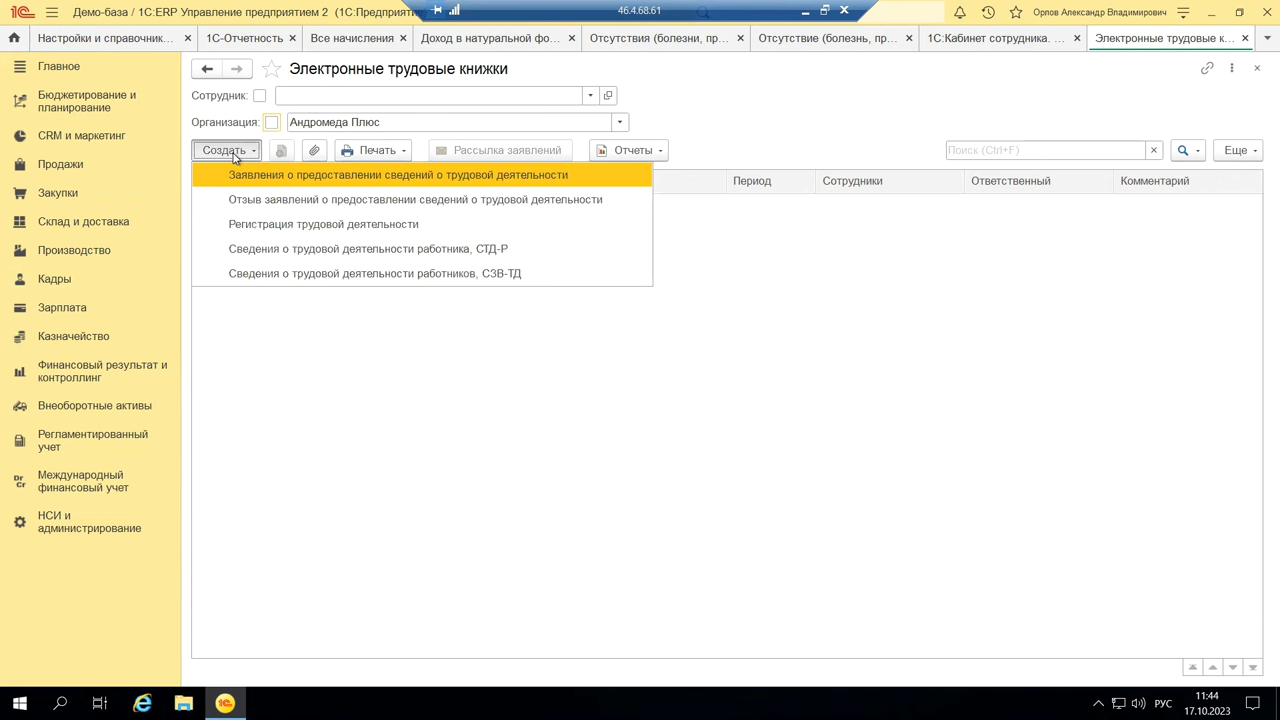 Демо-база / 1С:ERP Управление предприятием 2 (1С:Предприятие
46.4.68.61
Орлов Александр Владимирович
Настройки и справочник...
1С-Отчетность
Все начисления
Доход в натуральной фо...
Отсутствия (болезни, пр...
Отсутствие (болезнь, пр...
1С:Кабинет сотрудника. ...
Электронные трудовые к...
Главное
Бюджетирование и
планирование
CRM и маркетинг
Продажи
Закупки
Склад и доставка
Производство
Кадры
Зарплата
Казначейство
Финансовый результат и
контроллинг
Внеоборотные активы
Регламентированный
учет
Международный
финансовый учет
НСИ и
администрирование
Электронные трудовые книжки
Сотрудник:
Организация:
Андромеда Плюс
Создать
Печать
Рассылка заявлений
Отчеты
Поиск (Ctrl+F)
Еще
Заявления о предоставлении сведений о трудовой деятельности
Отзыв заявлений о предоставлении сведений о трудовой деятельности
Регистрация трудовой деятельности
Сведения о трудовой деятельности работника, СТД-Р
Сведения о трудовой деятельности работников, СЗВ-ТД
Период
Сотрудники
Ответственный
Комментарий
РУС
11:44
17.10.2023